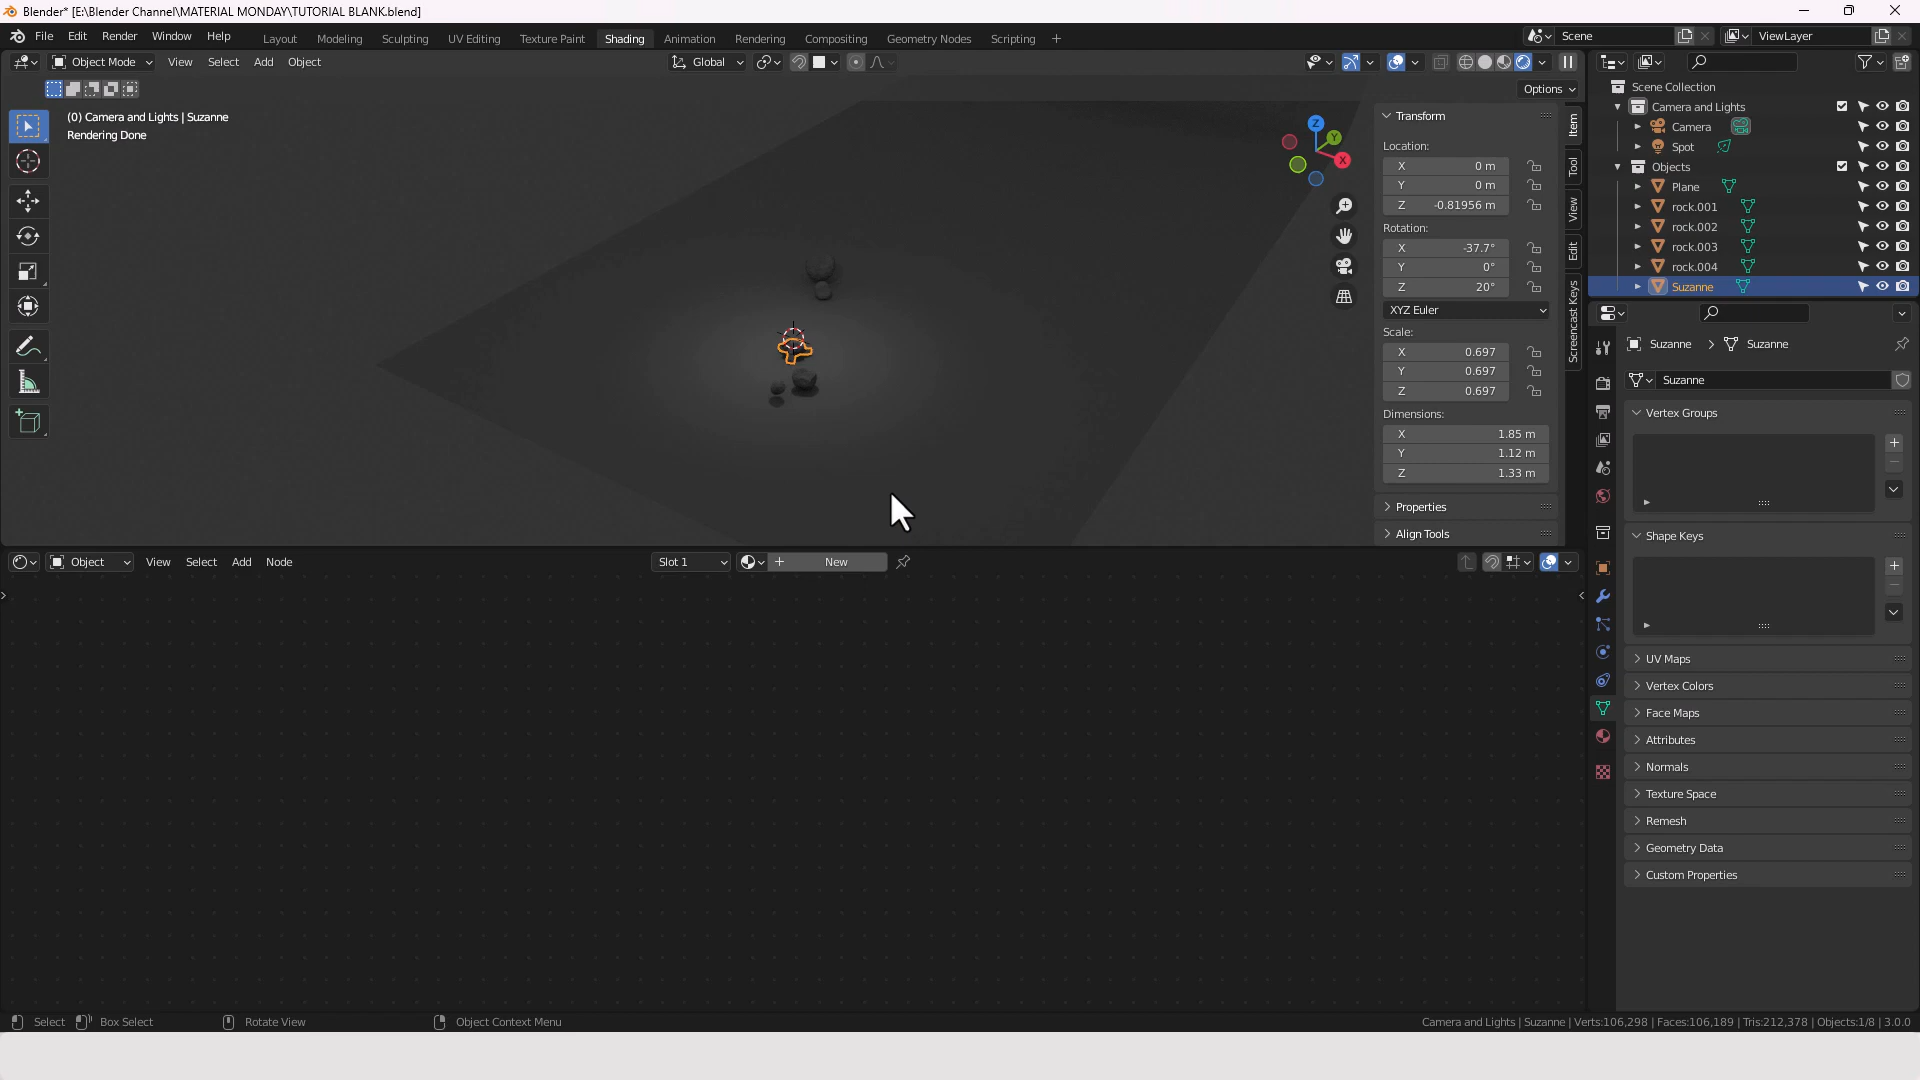 Blender* [E:\Blender Channel\MATERIAL MONDAY\TUTORIAL BLANK.blend]
File Edit Render Window Help Layout Modeling Sculpting UV Editing Texture Paint Shading Animation Rendering Compositing Geometry Nodes Scripting + Scene ViewLayer
Object Mode View Select Add Object Global
Options
(0) Camera and Lights | Suzanne
Rendering Done
Z
Y
X
Transform
Location:
X 0 m
Y 0 m
Z -0.81956 m
Rotation:
X -37.7°
Y 0°
Z 20°
XYZ Euler
Scale:
X 0.697
Y 0.697
Z 0.697
Dimensions:
X 1.85 m
Y 1.12 m
Z 1.33 m
Properties
Align Tools
Item
Tool
View
Edit
Screencast Keys
Scene Collection
Camera and Lights
Camera
Spot
Objects
Plane
rock.001
rock.002
rock.003
rock.004
Suzanne
Suzanne > Suzanne
Suzanne
Vertex Groups
Shape Keys
UV Maps
Vertex Colors
Face Maps
Attributes
Normals
Texture Space
Remesh
Geometry Data
Custom Properties
Object View Select Add Node Slot 1 + New
Select Box Select Rotate View Object Context Menu
Camera and Lights | Suzanne | Verts:106,298 | Faces:106,189 | Tris:212,378 | Objects:1/8 | 3.0.0